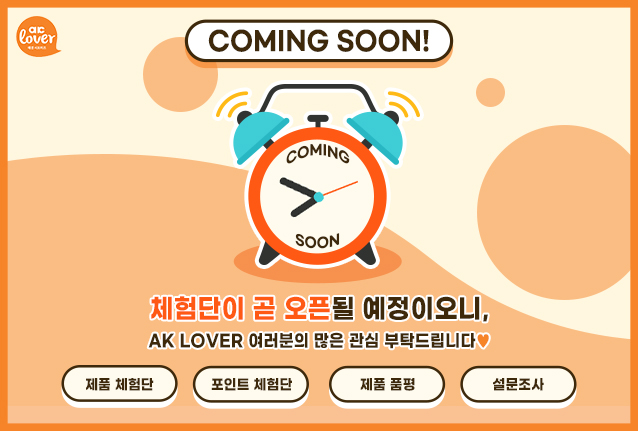 AK
lover
COMING SOON!
COMING
SOON
체험단이 곧 오픈될 예정이오니,
AK LOVER 여러분의 많은 관심 부탁드립니다♥
제품 체험단
포인트 체험단
제품 품평
설문조사